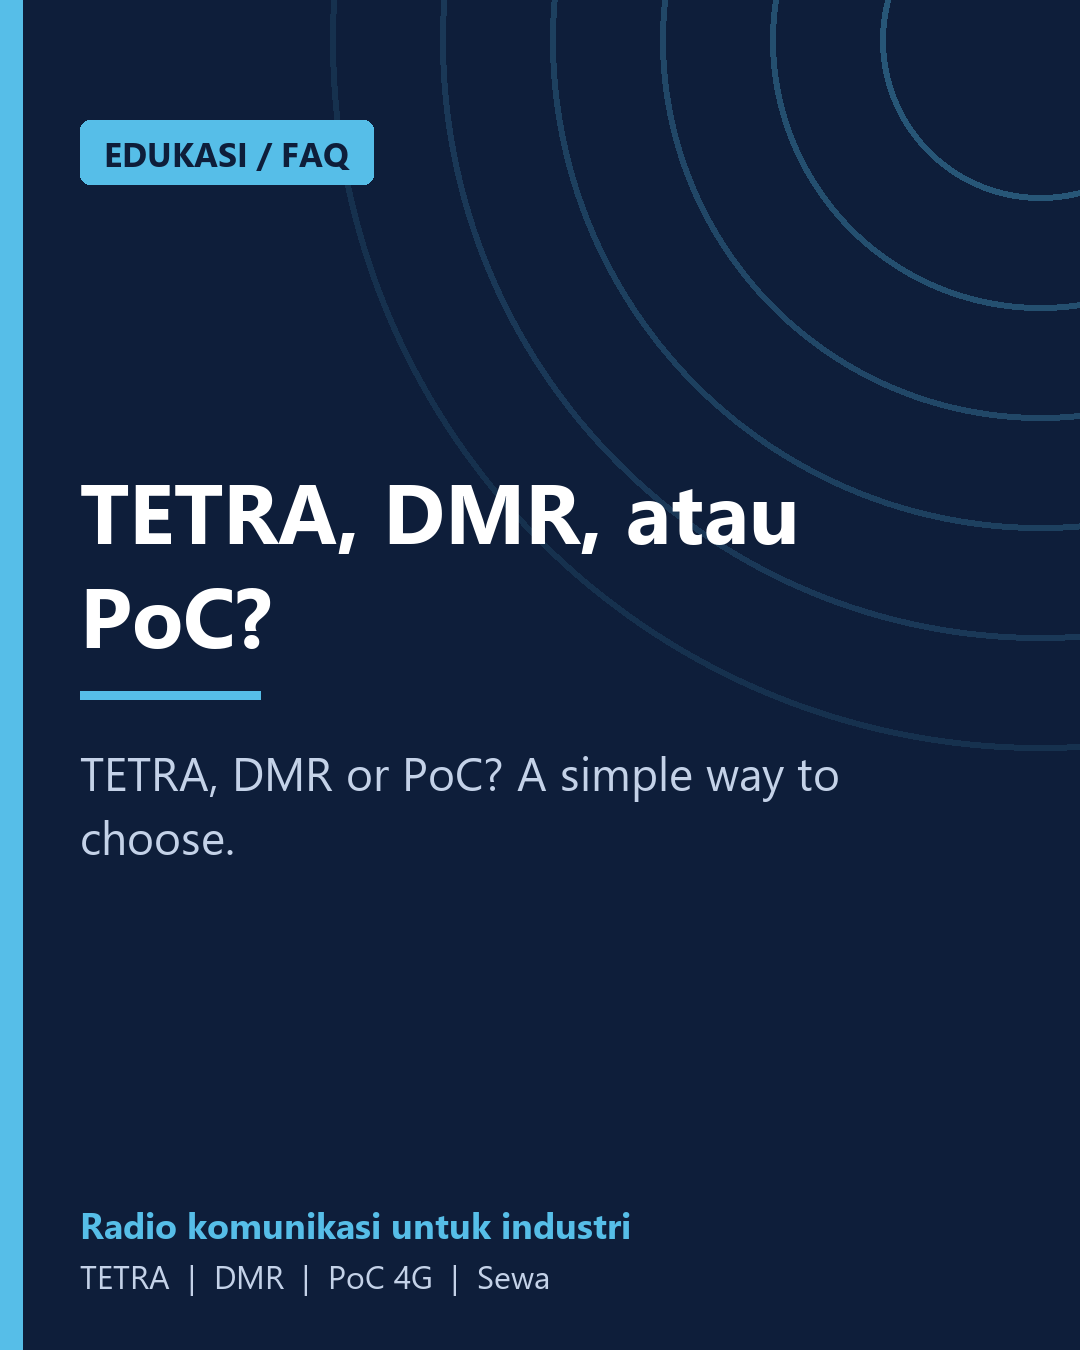 EDUKASI / FAQ
TETRA, DMR, atau
PoC?
TETRA, DMR or PoC? A simple way to
choose.
Radio komunikasi untuk industri
TETRA | DMR | PoC 4G | Sewa